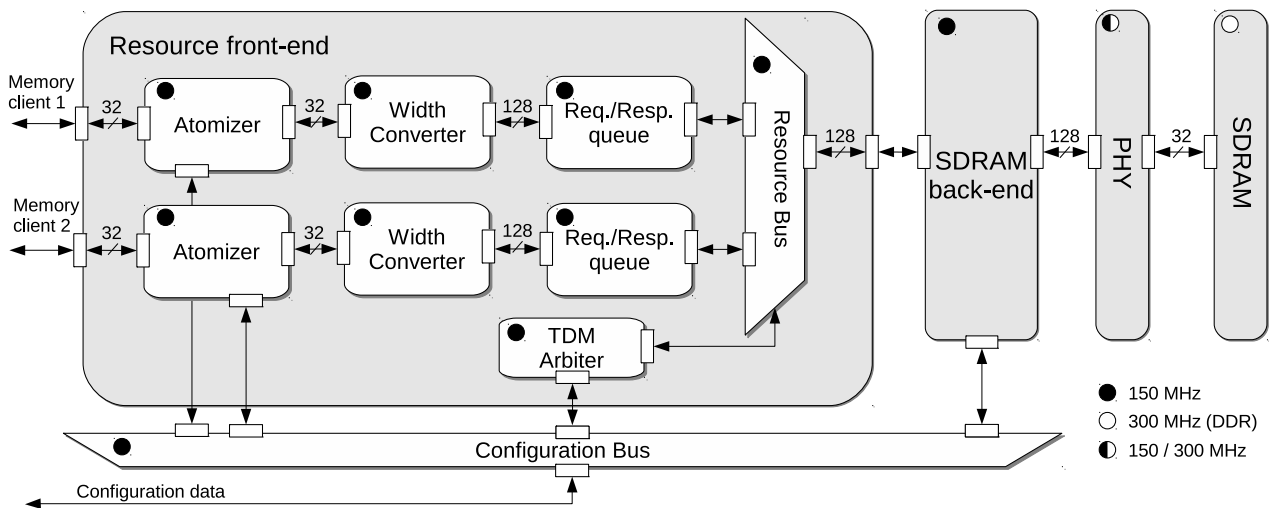 Resource front-end
Memory
client 1
32
Atomizer
32
Width
Converter
128
Req./Resp.
queue
Resource Bus
128
SDRAM
back-end
128
PHY
32
SDRAM
Memory
client 2
32
Atomizer
32
Width
Converter
128
Req./Resp.
queue
TDM
Arbiter
Configuration Bus
Configuration data
150 MHz
300 MHz (DDR)
150 / 300 MHz